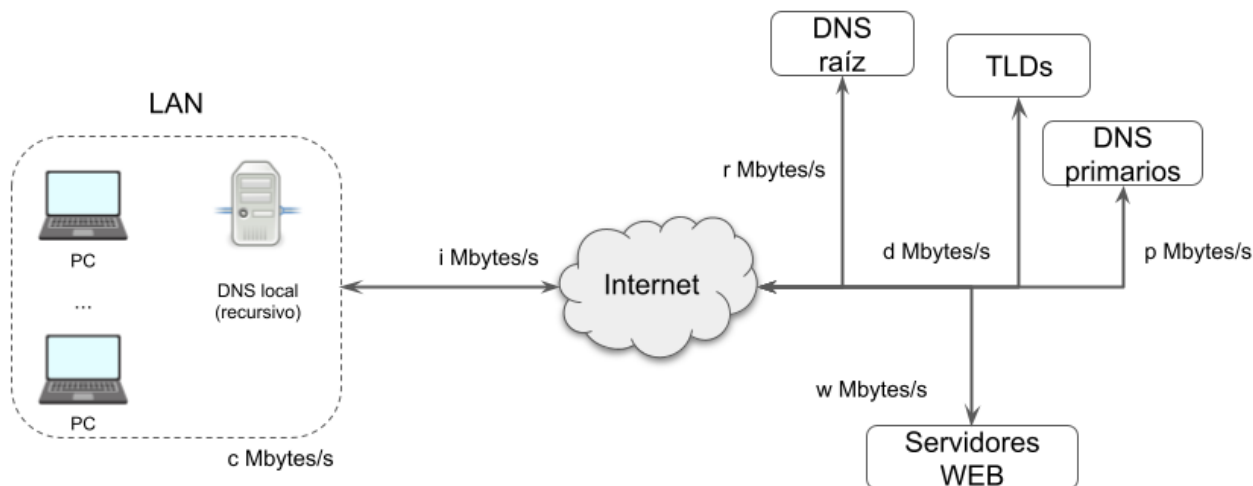 DNS
raíz
TLDs
LAN
DNS
primarios
r Mbytes/s
PC
i Mbytes/s
d Mbytes/s
p Mbytes/s
...
DNS local
(recursivo)
Internet
w Mbytes/s
PC
Servidores
WEB
c Mbytes/s